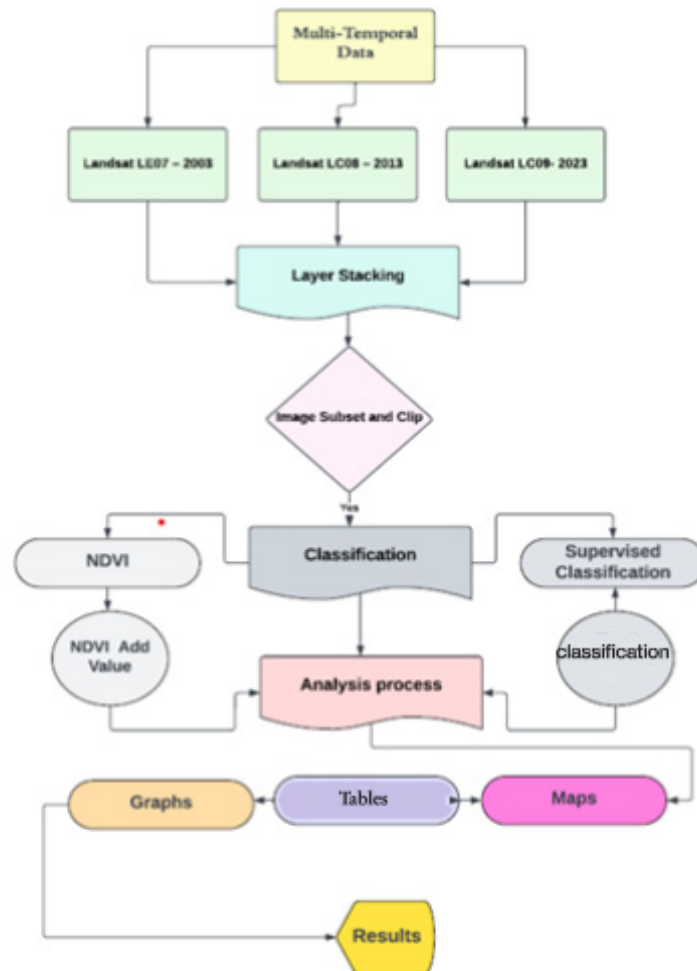 Multi-Temporal
Data
Landsat LE07 – 2003
Landsat LC08 – 2013
Landsat LC09- 2023
Layer Stacking
Image Subset and Clip
Yes
Classification
NDVI
Supervised
Classification
NDVI Add
Value
classification
Analysis process
Graphs
Tables
Maps
Results